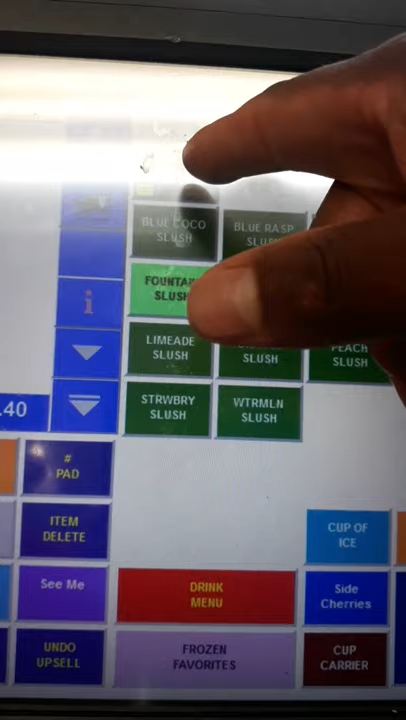 BLUE COCO
SLUSH
BLUE RASP
SLUSH
FOUNTAIN
SLUSH
i
LIMEADE
SLUSH
SLUSH
PEACH
SLUSH
.40
STRWBRY
SLUSH
WTRMLN
SLUSH
#
PAD
ITEM
DELETE
CUP OF
ICE
See Me
DRINK
MENU
Side
Cherries
UNDO
UPSELL
FROZEN
FAVORITES
CUP
CARRIER